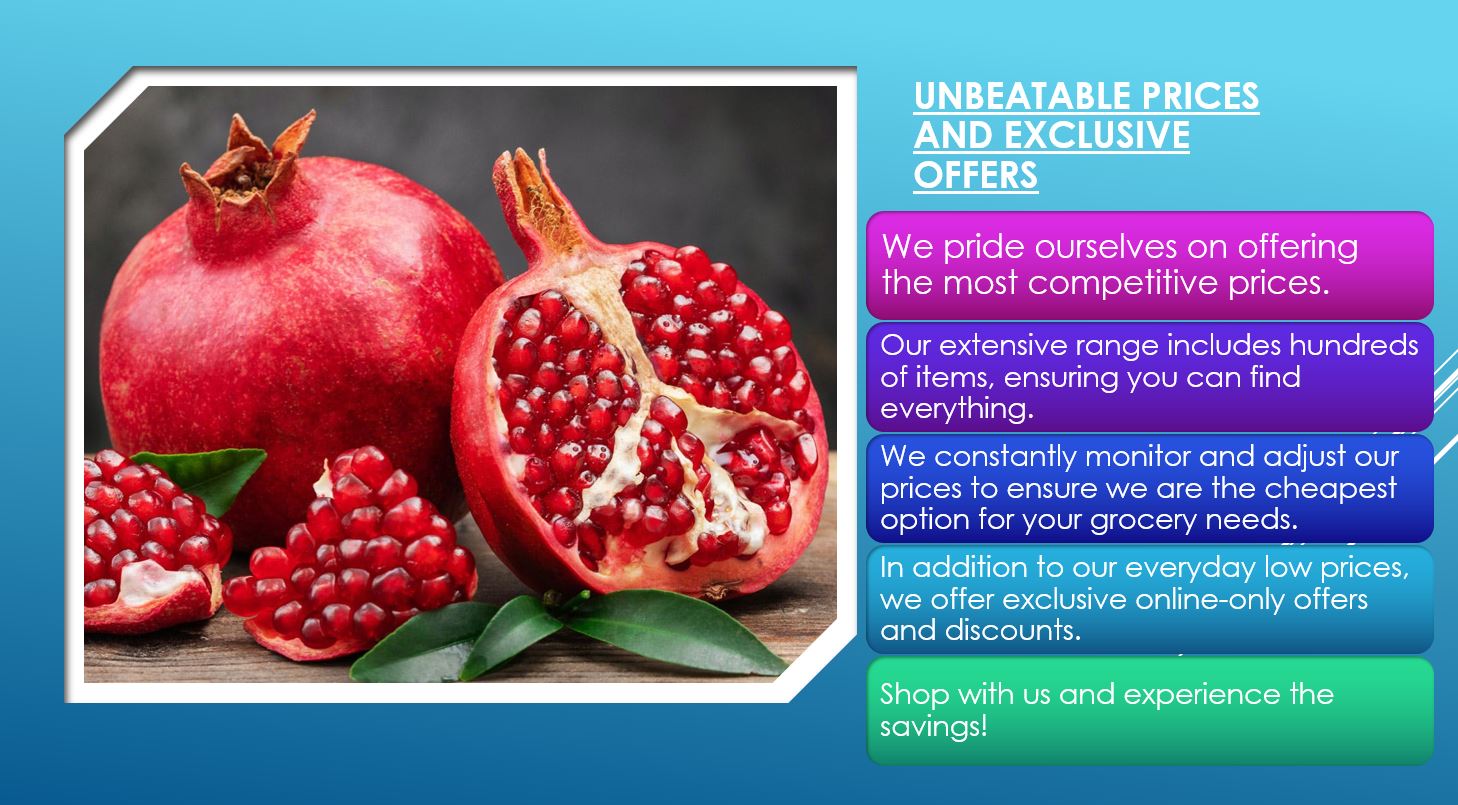 UNBEATABLE PRICES
AND EXCLUSIVE
OFFERS
We pride ourselves on offering
the most competitive prices.
Our extensive range includes hundreds
of items, ensuring you can find
everything.
We constantly monitor and adjust our
prices to ensure we are the cheapest
option for your grocery needs.
In addition to our everyday low prices,
we offer exclusive online-only offers
and discounts.
Shop with us and experience the
savings!